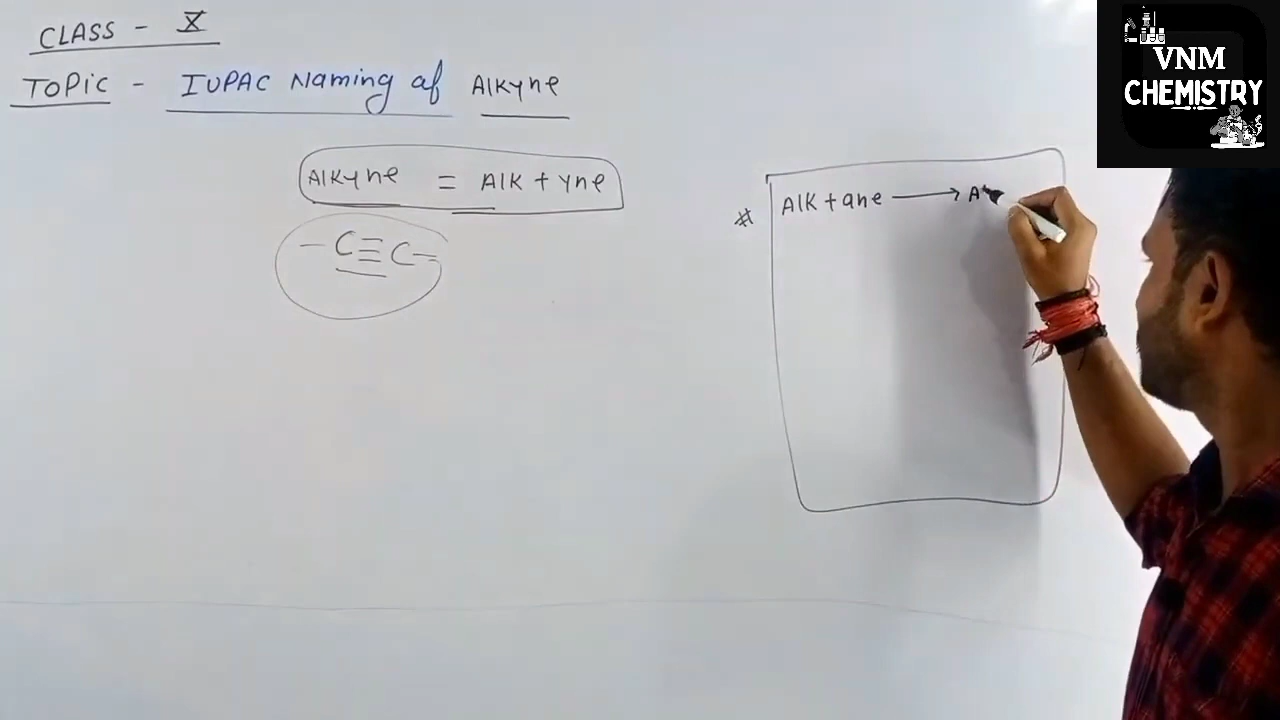 CLASS - X
TOPIC - IUPAC Naming of Alkyne
Alkyne = Alk + yne
- C ≡ C -
# Alk + ane → A
VNM
CHEMISTRY